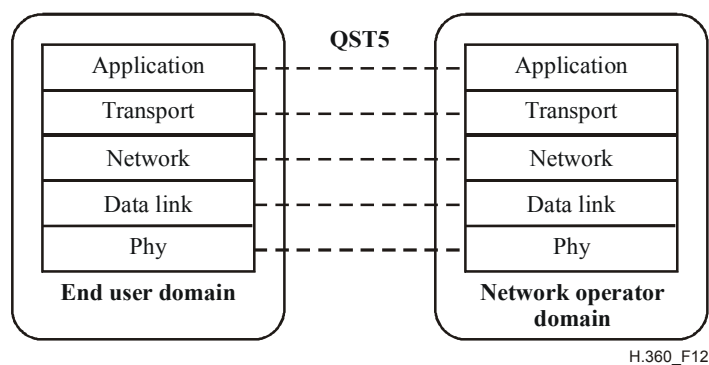 QST5
Application
Transport
Network
Data link
Phy
End user domain
Application
Transport
Network
Data link
Phy
Network operator
domain
H.360_F12